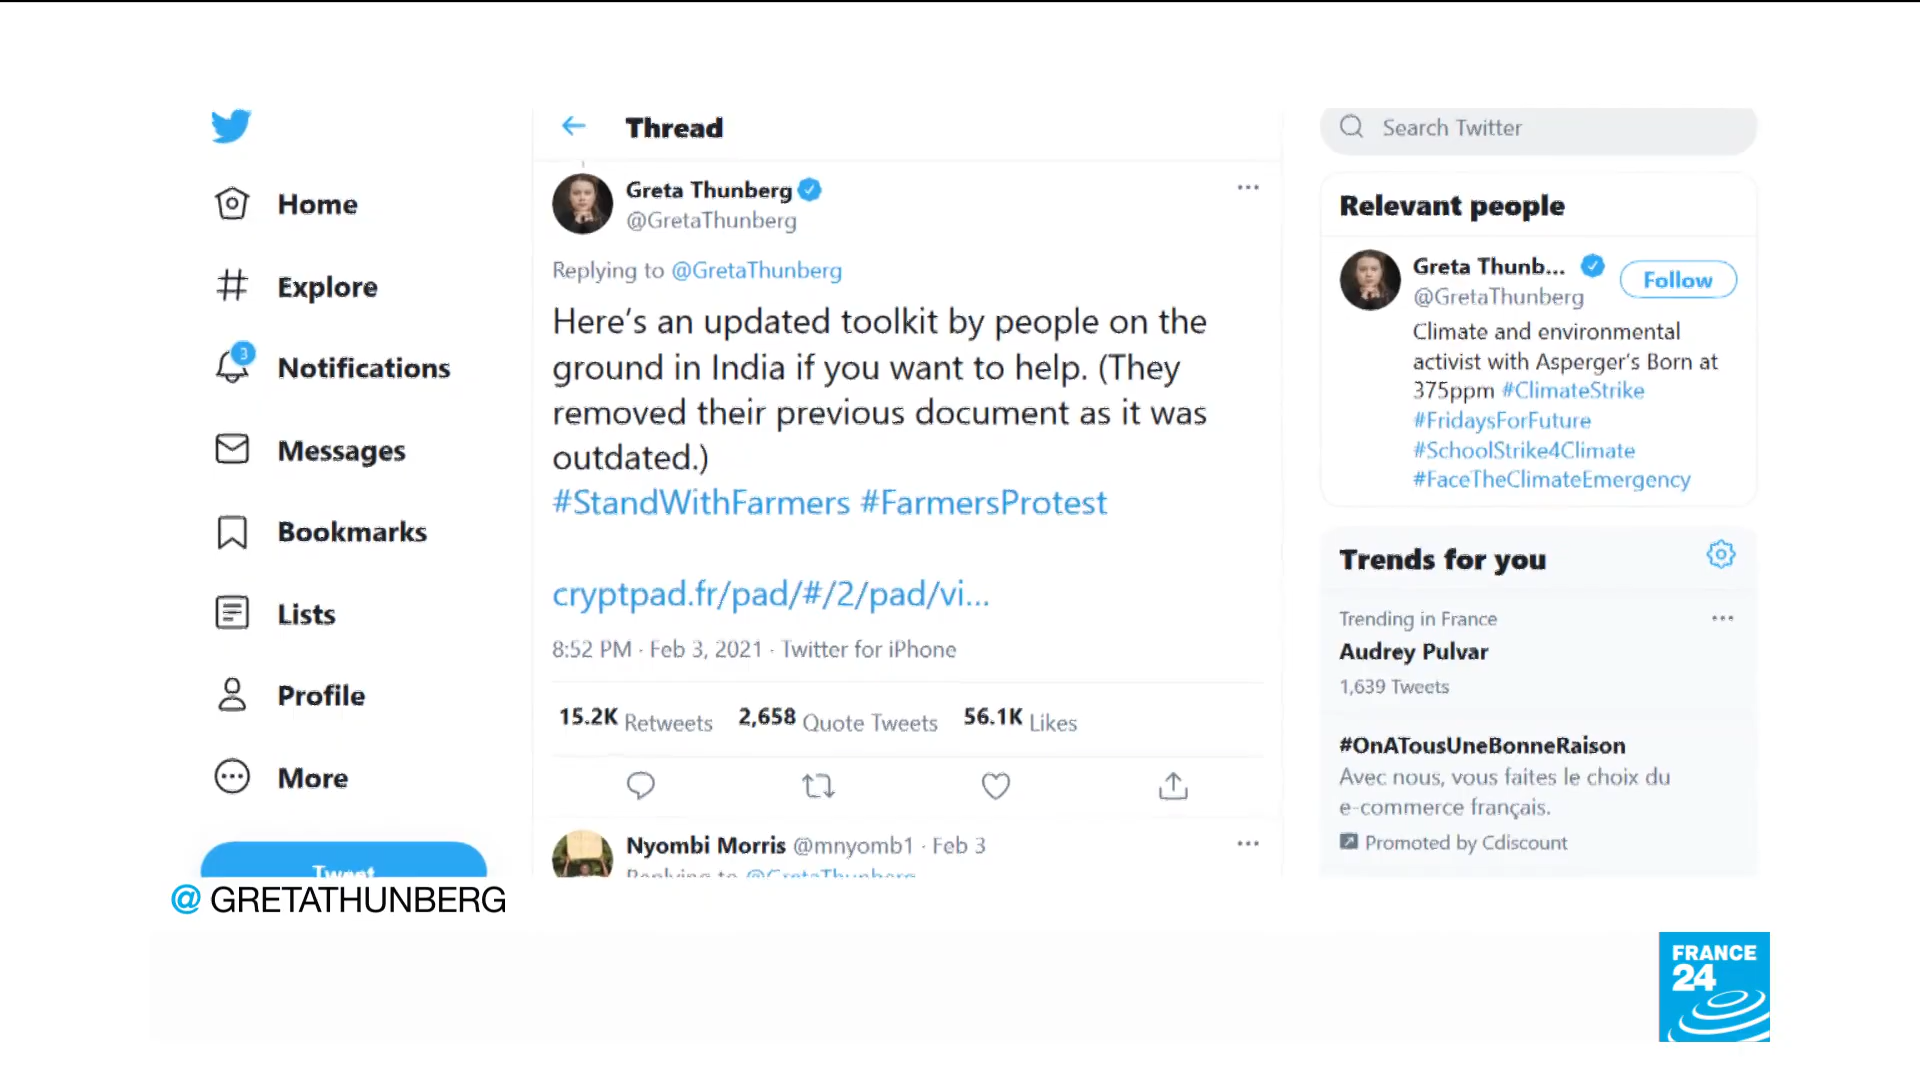 Home
Explore
3
Notifications
Messages
Bookmarks
Lists
Profile
More
Tweet
Thread
Greta Thunberg
@GretaThunberg
Replying to @GretaThunberg
Here's an updated toolkit by people on the
ground in India if you want to help. (They
removed their previous document as it was
outdated.)
#StandWithFarmers #FarmersProtest
cryptpad.fr/pad/#/2/pad/vi...
8:52 PM · Feb 3, 2021 · Twitter for iPhone
15.2K Retweets 2,658 Quote Tweets 56.1K Likes
Nyombi Morris @mnyomb1 · Feb 3
Replying to @GretaThunberg
Search Twitter
Relevant people
Greta Thunb...
@GretaThunberg
Follow
Climate and environmental
activist with Asperger's Born at
375ppm #ClimateStrike
#FridaysForFuture
#SchoolStrike4Climate
#FaceTheClimateEmergency
Trends for you
Trending in France
Audrey Pulvar
1,639 Tweets
#OnATousUneBonneRaison
Avec nous, vous faites le choix du
e-commerce français.
Promoted by Cdiscount
@ GRETATHUNBERG
FRANCE
24